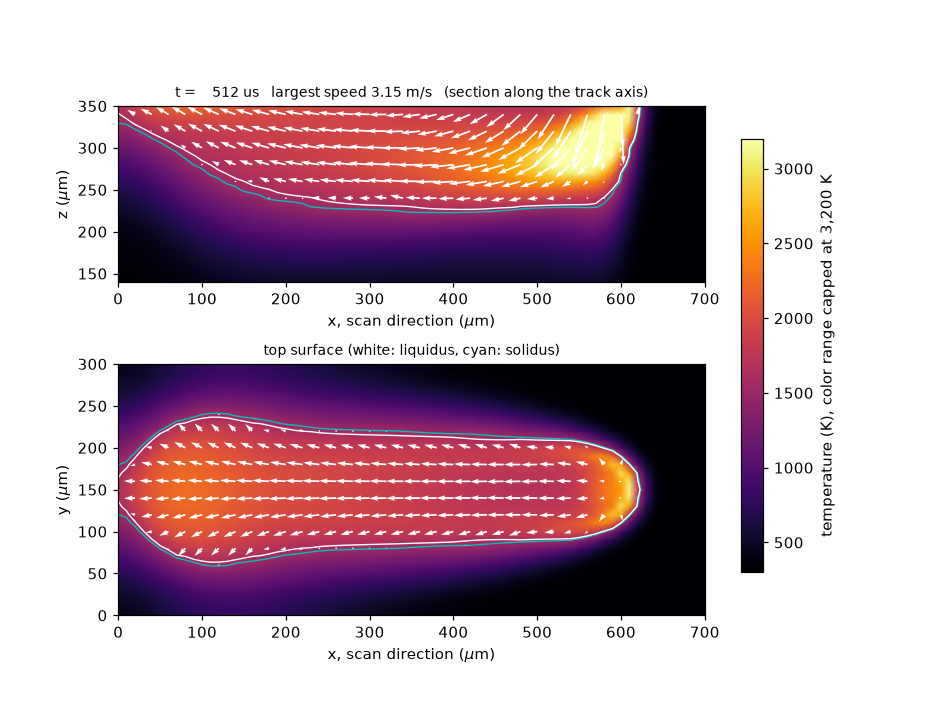 t =    512 us   largest speed 3.15 m/s   (section along the track axis)
350
300
250
200
150
z (μm)
0 100 200 300 400 500 600 700
x, scan direction (μm)
top surface (white: liquidus, cyan: solidus)
300
250
200
150
100
50
0
y (μm)
0 100 200 300 400 500 600 700
x, scan direction (μm)
3000
2500
2000
1500
1000
500
temperature (K), color range capped at 3,200 K